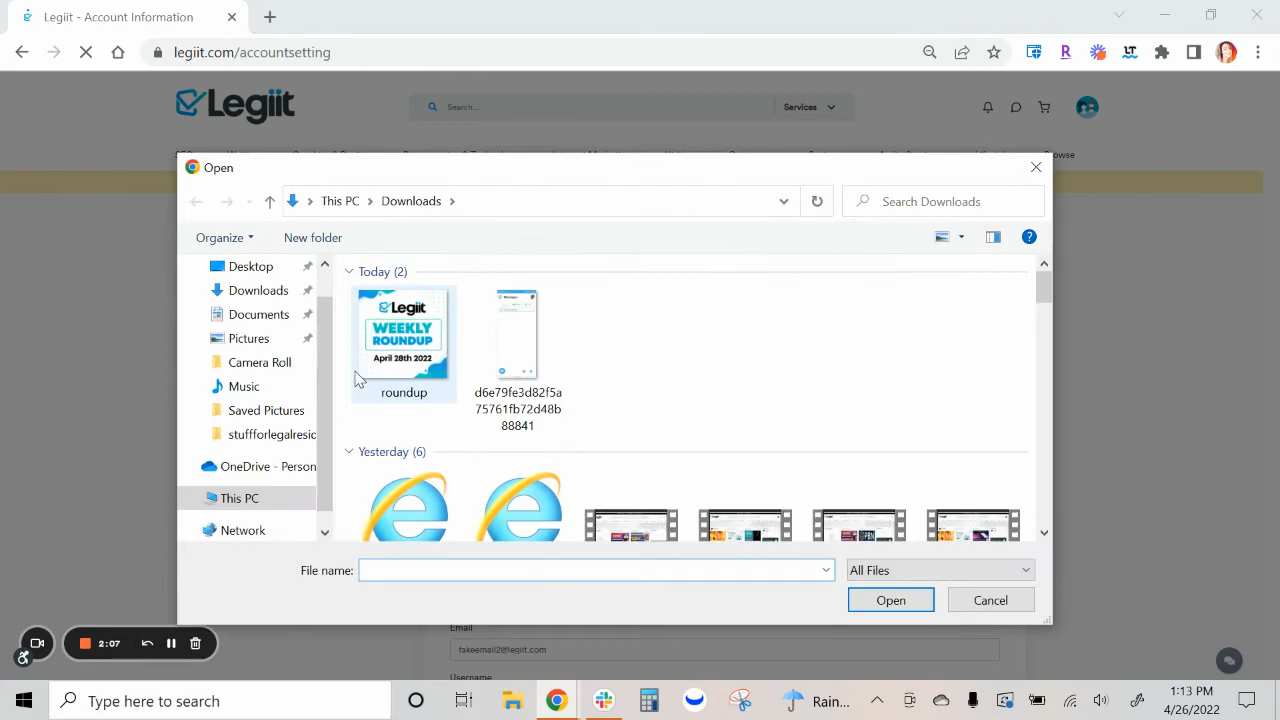 Legiit - Account Information
legiit.com/accountsetting
Legiit
Search...
Services
Open
This PC
Downloads
Search Downloads
Organize
New folder
Desktop
Downloads
Documents
Pictures
Camera Roll
Music
Saved Pictures
stuffforlegalresic
OneDrive - Person
This PC
Network
Today (2)
Legiit
WEEKLY
ROUNDUP
April 28th 2022
roundup
d6e79fe3d82f5a
75761fb72d48b
88841
Yesterday (6)
File name:
All Files
Open
Cancel
Email
fakeemail2@legiit.com
Username
2:07
Type here to search
Rain...
1:13 PM
4/26/2022